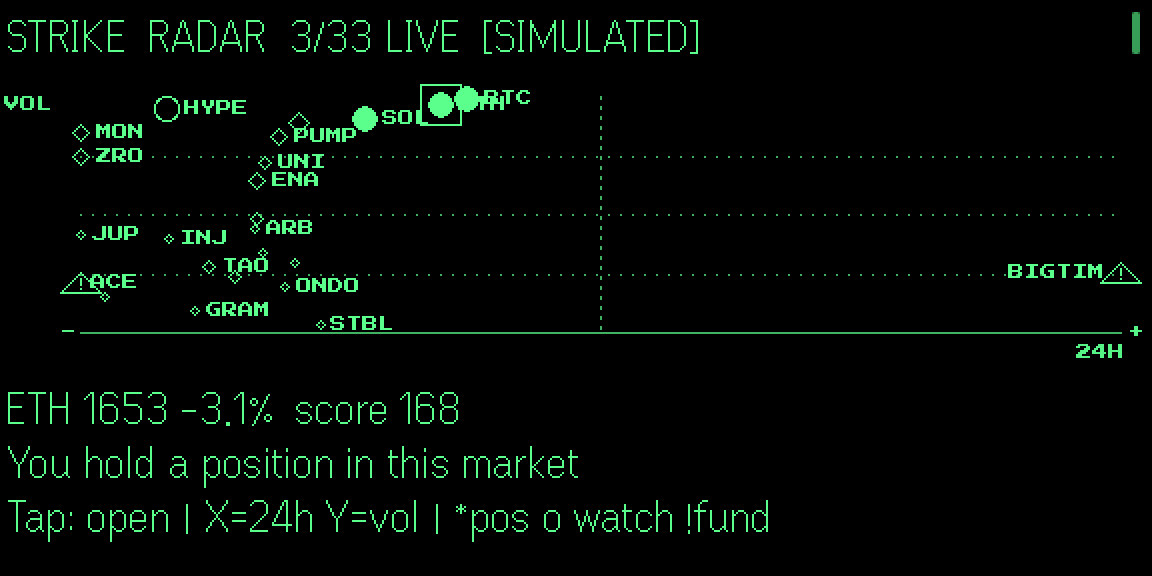 STRIKE RADAR 3/33 LIVE [SIMULATED]
VOL
HYPE
BTC
SOL
MON
PUMP
ZRO
UNI
ENA
JUP
INJ
ARB
TAO
ACE
ONDO
BIGTIM
GRAM
STBL
- +
24H
ETH 1653 -3.1% score 168
You hold a position in this market
Tap: open | X=24h Y=vol | *pos o watch !fund